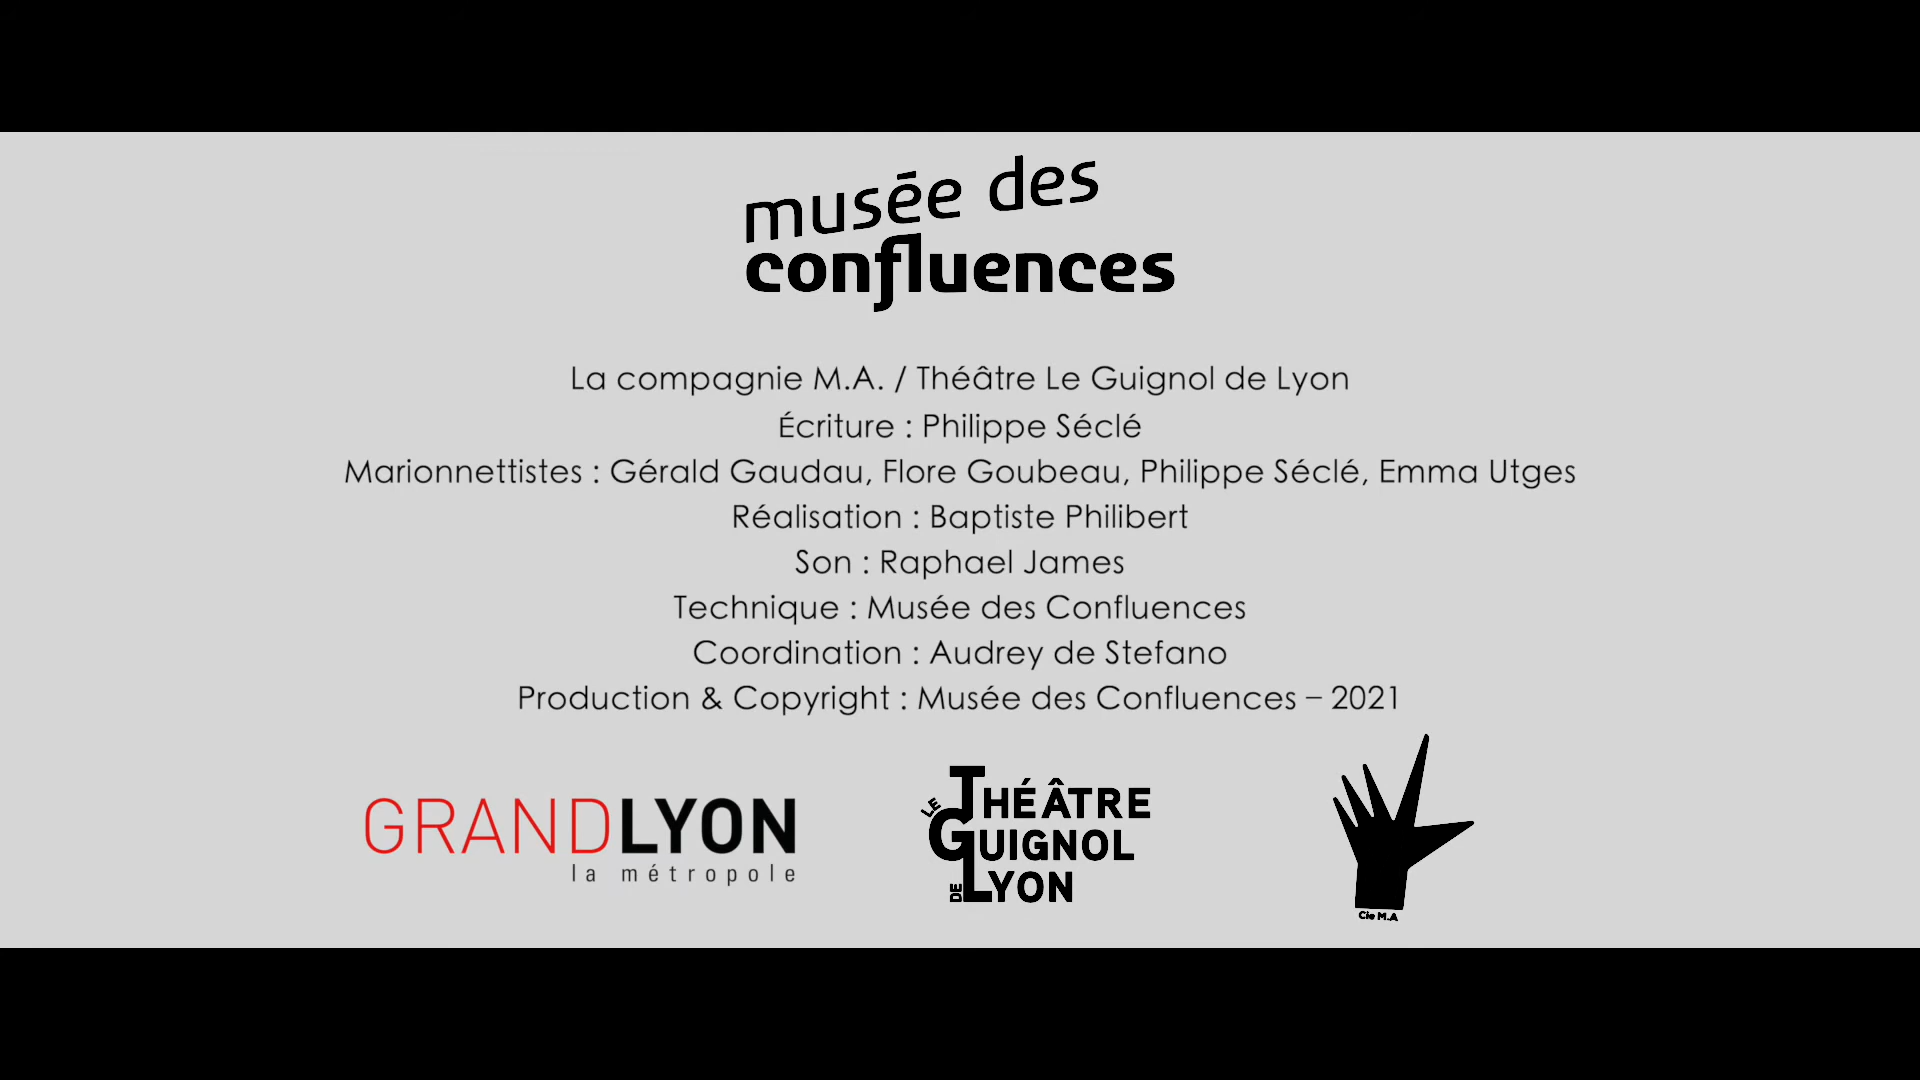 musée des
confluences
La compagnie M.A. / Théâtre Le Guignol de Lyon
Écriture : Philippe Séclé
Marionnettistes : Gérald Gaudau, Flore Goubeau, Philippe Séclé, Emma Utges
Réalisation : Baptiste Philibert
Son : Raphael James
Technique : Musée des Confluences
Coordination : Audrey de Stefano
Production & Copyright : Musée des Confluences – 2021
GRANDLYON
la métropole
LE THÉÂTRE
GUIGNOL
DE LYON
Cie M.A